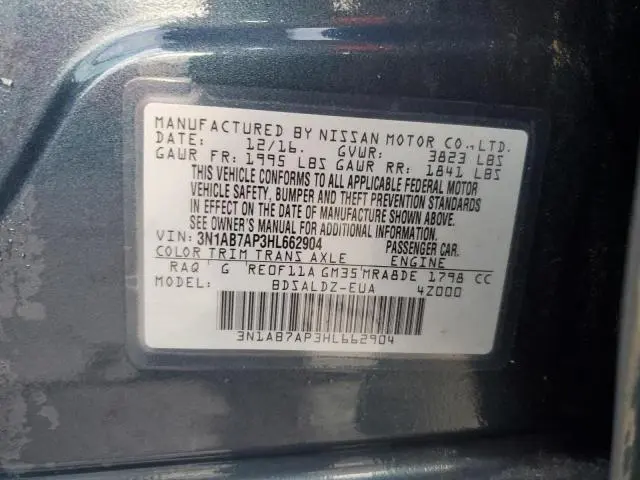 MANUFACTURED BY NISSAN MOTOR CO.,LTD.
DATE: 12/16. GVWR: 3823 LBS
GAWR FR: 1995 LBS GAWR RR: 1841 LBS
THIS VEHICLE CONFORMS TO ALL APPLICABLE FEDERAL MOTOR
VEHICLE SAFETY, BUMPER AND THEFT PREVENTION STANDARDS
IN EFFECT ON THE DATE OF MANUFACTURE SHOWN ABOVE.
SEE OWNER'S MANUAL FOR ADDITIONAL INFORMATION.
VIN: 3N1AB7AP3HL662904 PASSENGER CAR.
COLOR TRIM TRANS AXLE ENGINE
RAQ G RE0F11A GM35 MRA8DE 1798 CC
MODEL: BDSALDZ-EUA 4Z000
3N1AB7AP3HL662904